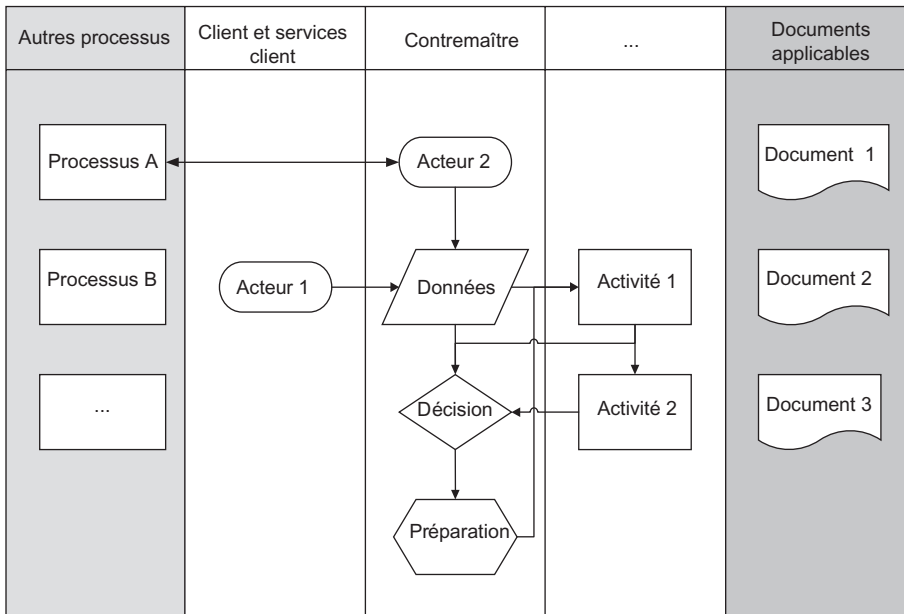 Autres processus
Client et services
client
Contremaître
...
Documents
applicables
Processus A
Acteur 2
Document 1
Processus B
Acteur 1
Données
Activité 1
Document 2
...
Décision
Activité 2
Document 3
Préparation